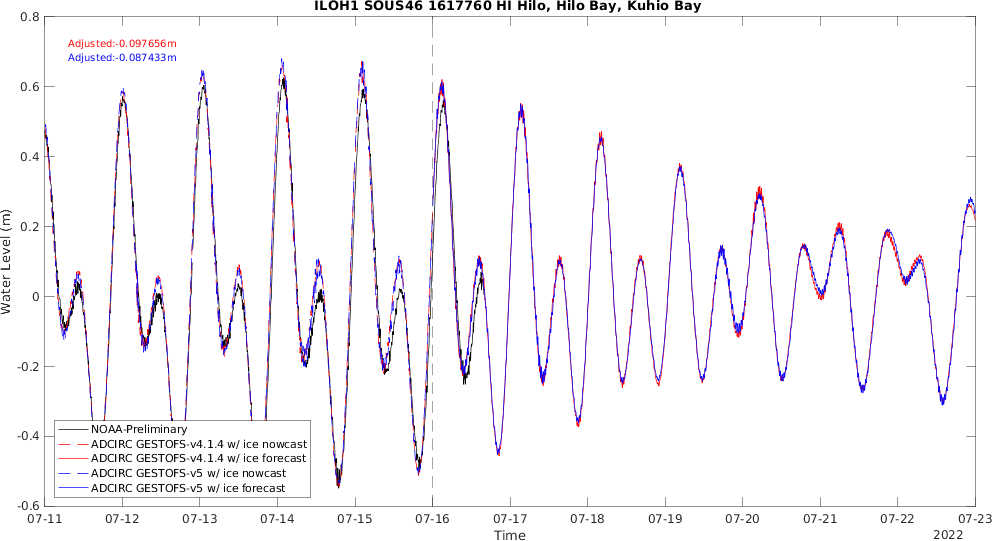 ILOH1 SOUS46 1617760 HI Hilo, Hilo Bay, Kuhio Bay
Adjusted:-0.097656m
Adjusted:-0.087433m
Water Level (m)
0.8
0.6
0.4
0.2
0
-0.2
-0.4
-0.6
NOAA-Preliminary
ADCIRC GESTOFS-v4.1.4 w/ ice nowcast
ADCIRC GESTOFS-v4.1.4 w/ ice forecast
ADCIRC GESTOFS-v5 w/ ice nowcast
ADCIRC GESTOFS-v5 w/ ice forecast
07-11 07-12 07-13 07-14 07-15 07-16 07-17 07-18 07-19 07-20 07-21 07-22 07-23
Time
2022